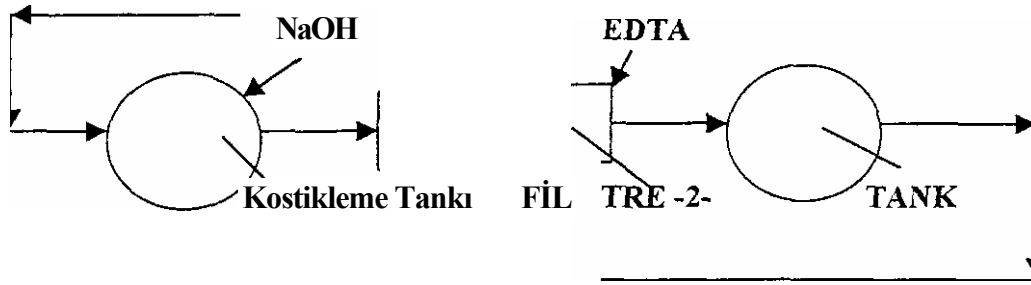 NaOH
EDTA
Kostikleme Tankı
FİL TRE -2-
TANK